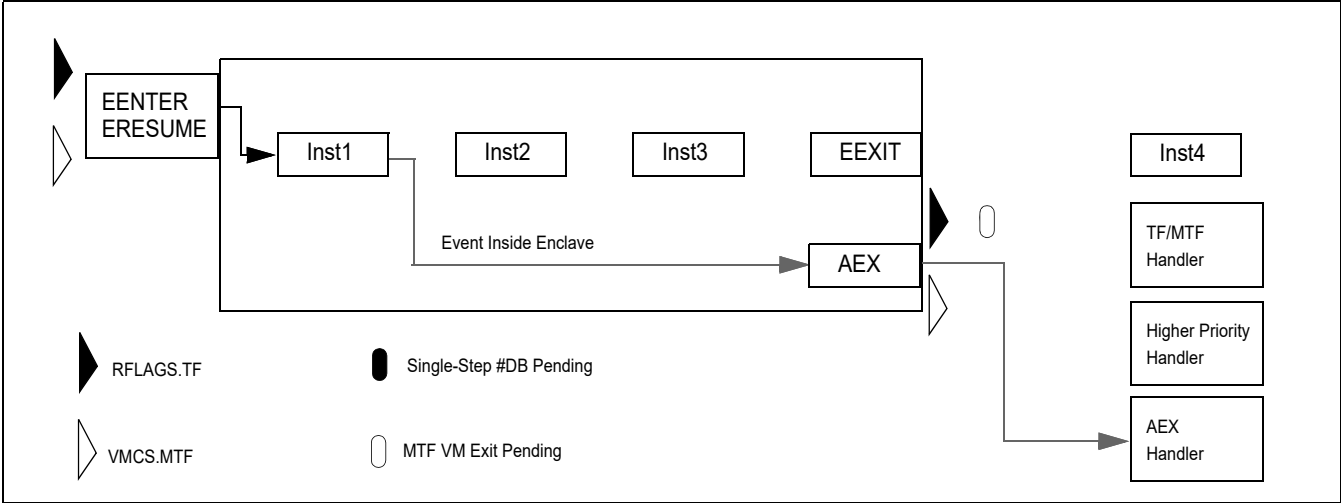 EENTER
ERESUME
Inst1
Inst2
Inst3
EEXIT
Inst4
Event Inside Enclave
AEX
TF/MTF
Handler
Higher Priority
Handler
AEX
Handler
RFLAGS.TF
Single-Step #DB Pending
VMCS.MTF
MTF VM Exit Pending